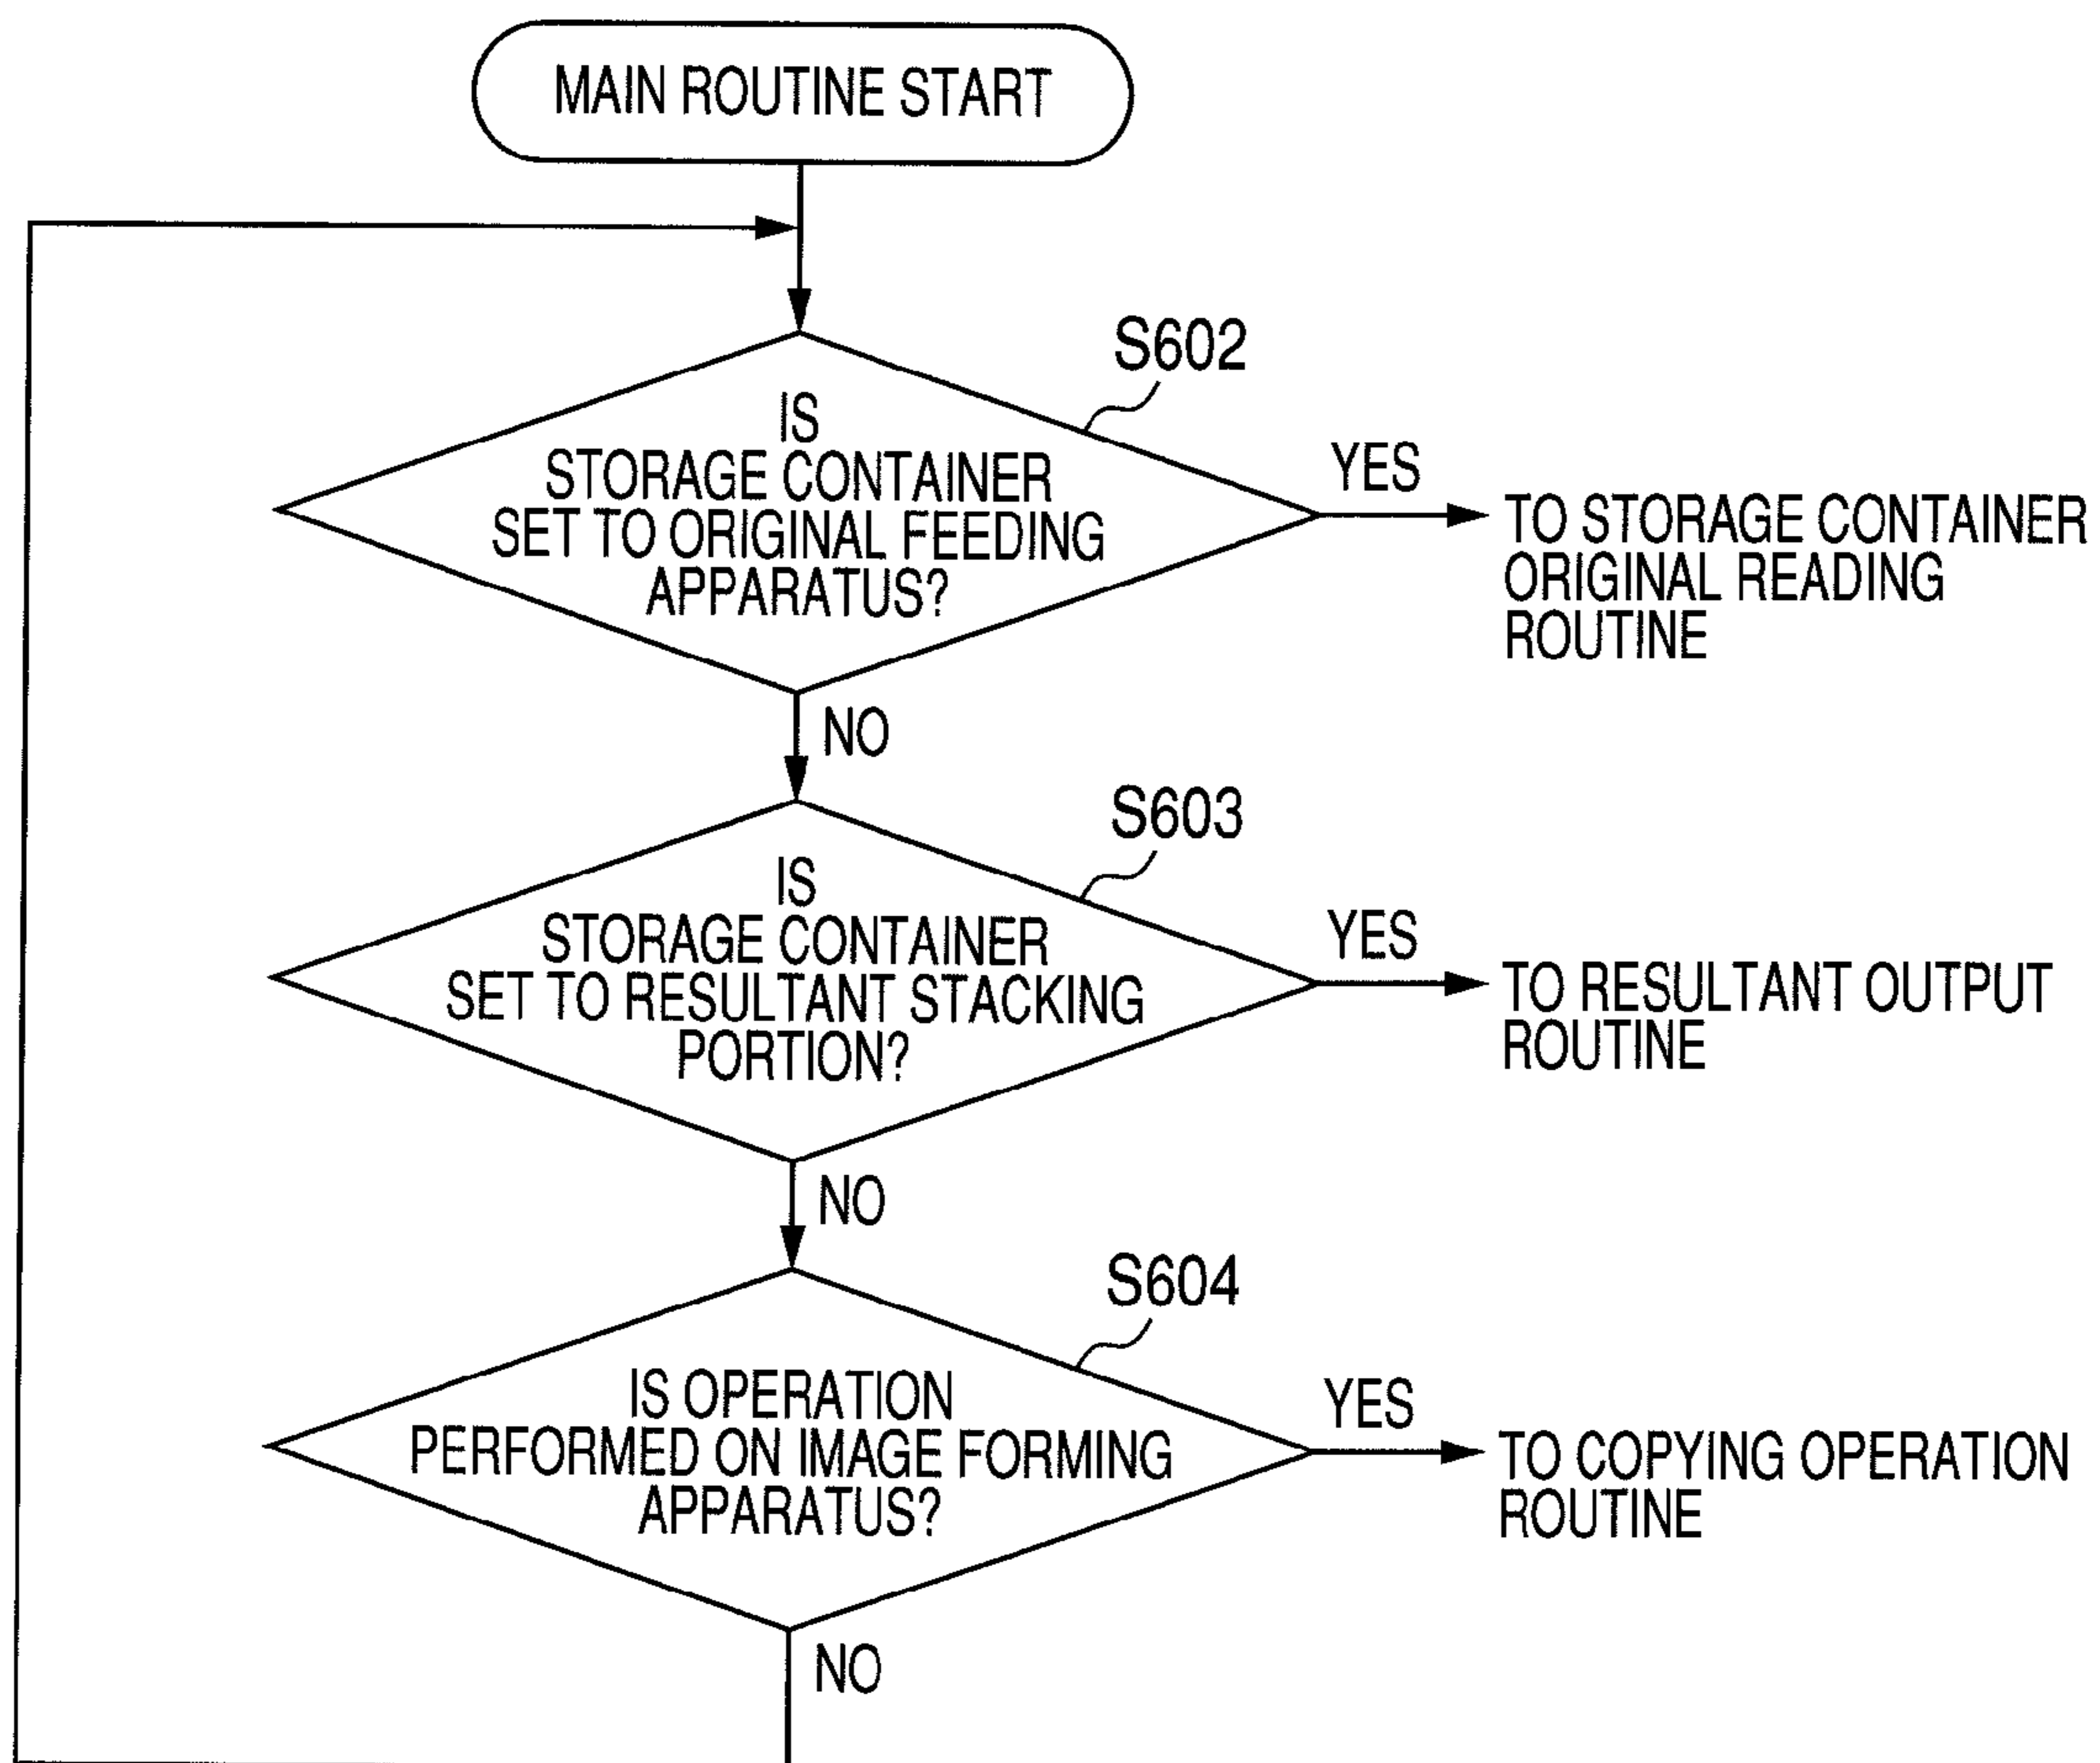 MAIN ROUTINE START
S602
IS
STORAGE CONTAINER
SET TO ORIGINAL FEEDING
APPARATUS?
YES
TO STORAGE CONTAINER
ORIGINAL READING
ROUTINE
NO
S603
IS
STORAGE CONTAINER
SET TO RESULTANT STACKING
PORTION?
YES
TO RESULTANT OUTPUT
ROUTINE
NO
S604
IS OPERATION
PERFORMED ON IMAGE FORMING
APPARATUS?
YES
TO COPYING OPERATION
ROUTINE
NO